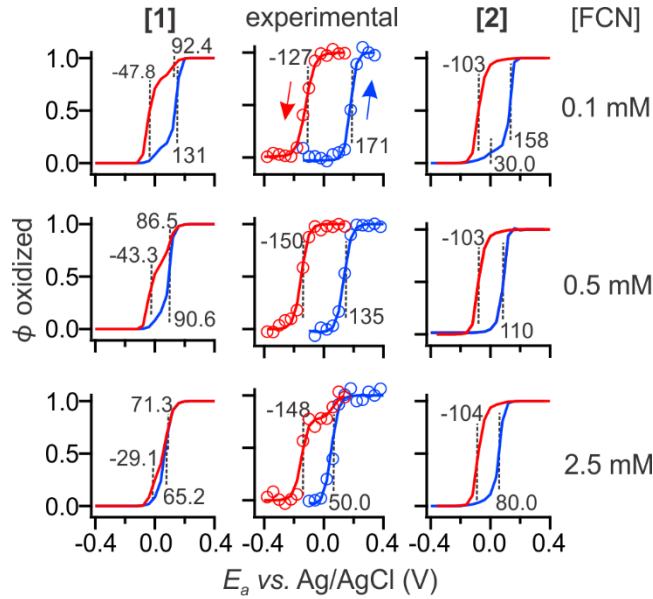 [1] experimental [2] [FCN]
1.0 0.5 0.0
-47.8 92.4 131
-127 171
-103 158 30.0
0.1 mM
ϕ oxidized
1.0 0.5 0.0
-43.3 86.5 90.6
-150 135
-103 110
0.5 mM
1.0 0.5 0.0
-29.1 71.3 65.2
-148 50.0
-104 80.0
2.5 mM
-0.4 0.0 0.4 -0.4 0.0 0.4 -0.4 0.0 0.4
Ea vs. Ag/AgCl (V)